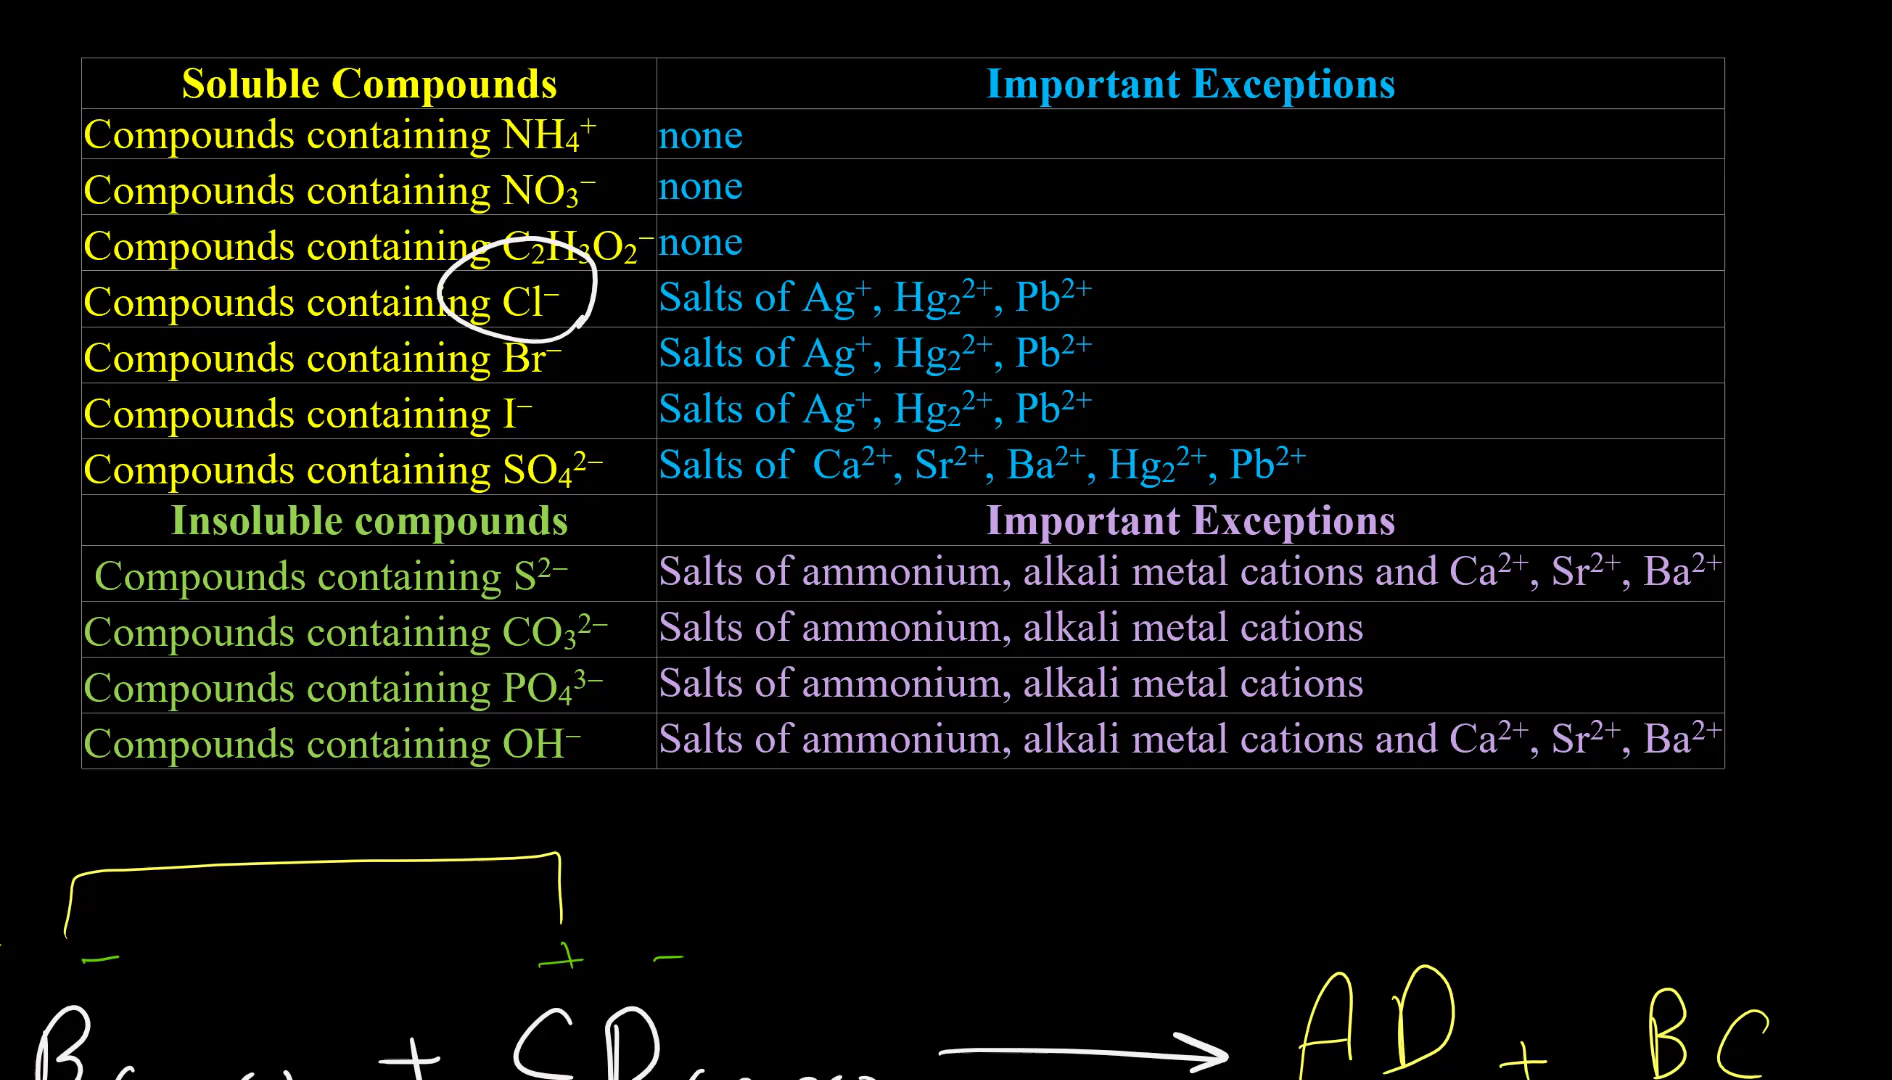 Soluble Compounds Important Exceptions
Compounds containing NH₄⁺ none
Compounds containing NO₃⁻ none
Compounds containing C₂H₃O₂⁻ none
Compounds containing Cl⁻ Salts of Ag⁺, Hg₂²⁺, Pb²⁺
Compounds containing Br⁻ Salts of Ag⁺, Hg₂²⁺, Pb²⁺
Compounds containing I⁻ Salts of Ag⁺, Hg₂²⁺, Pb²⁺
Compounds containing SO₄²⁻ Salts of Ca²⁺, Sr²⁺, Ba²⁺, Hg₂²⁺, Pb²⁺
Insoluble compounds Important Exceptions
Compounds containing S²⁻ Salts of ammonium, alkali metal cations and Ca²⁺, Sr²⁺, Ba²⁺
Compounds containing CO₃²⁻ Salts of ammonium, alkali metal cations
Compounds containing PO₄³⁻ Salts of ammonium, alkali metal cations
Compounds containing OH⁻ Salts of ammonium, alkali metal cations and Ca²⁺, Sr²⁺, Ba²⁺
− + −
B + CD → AD + BC